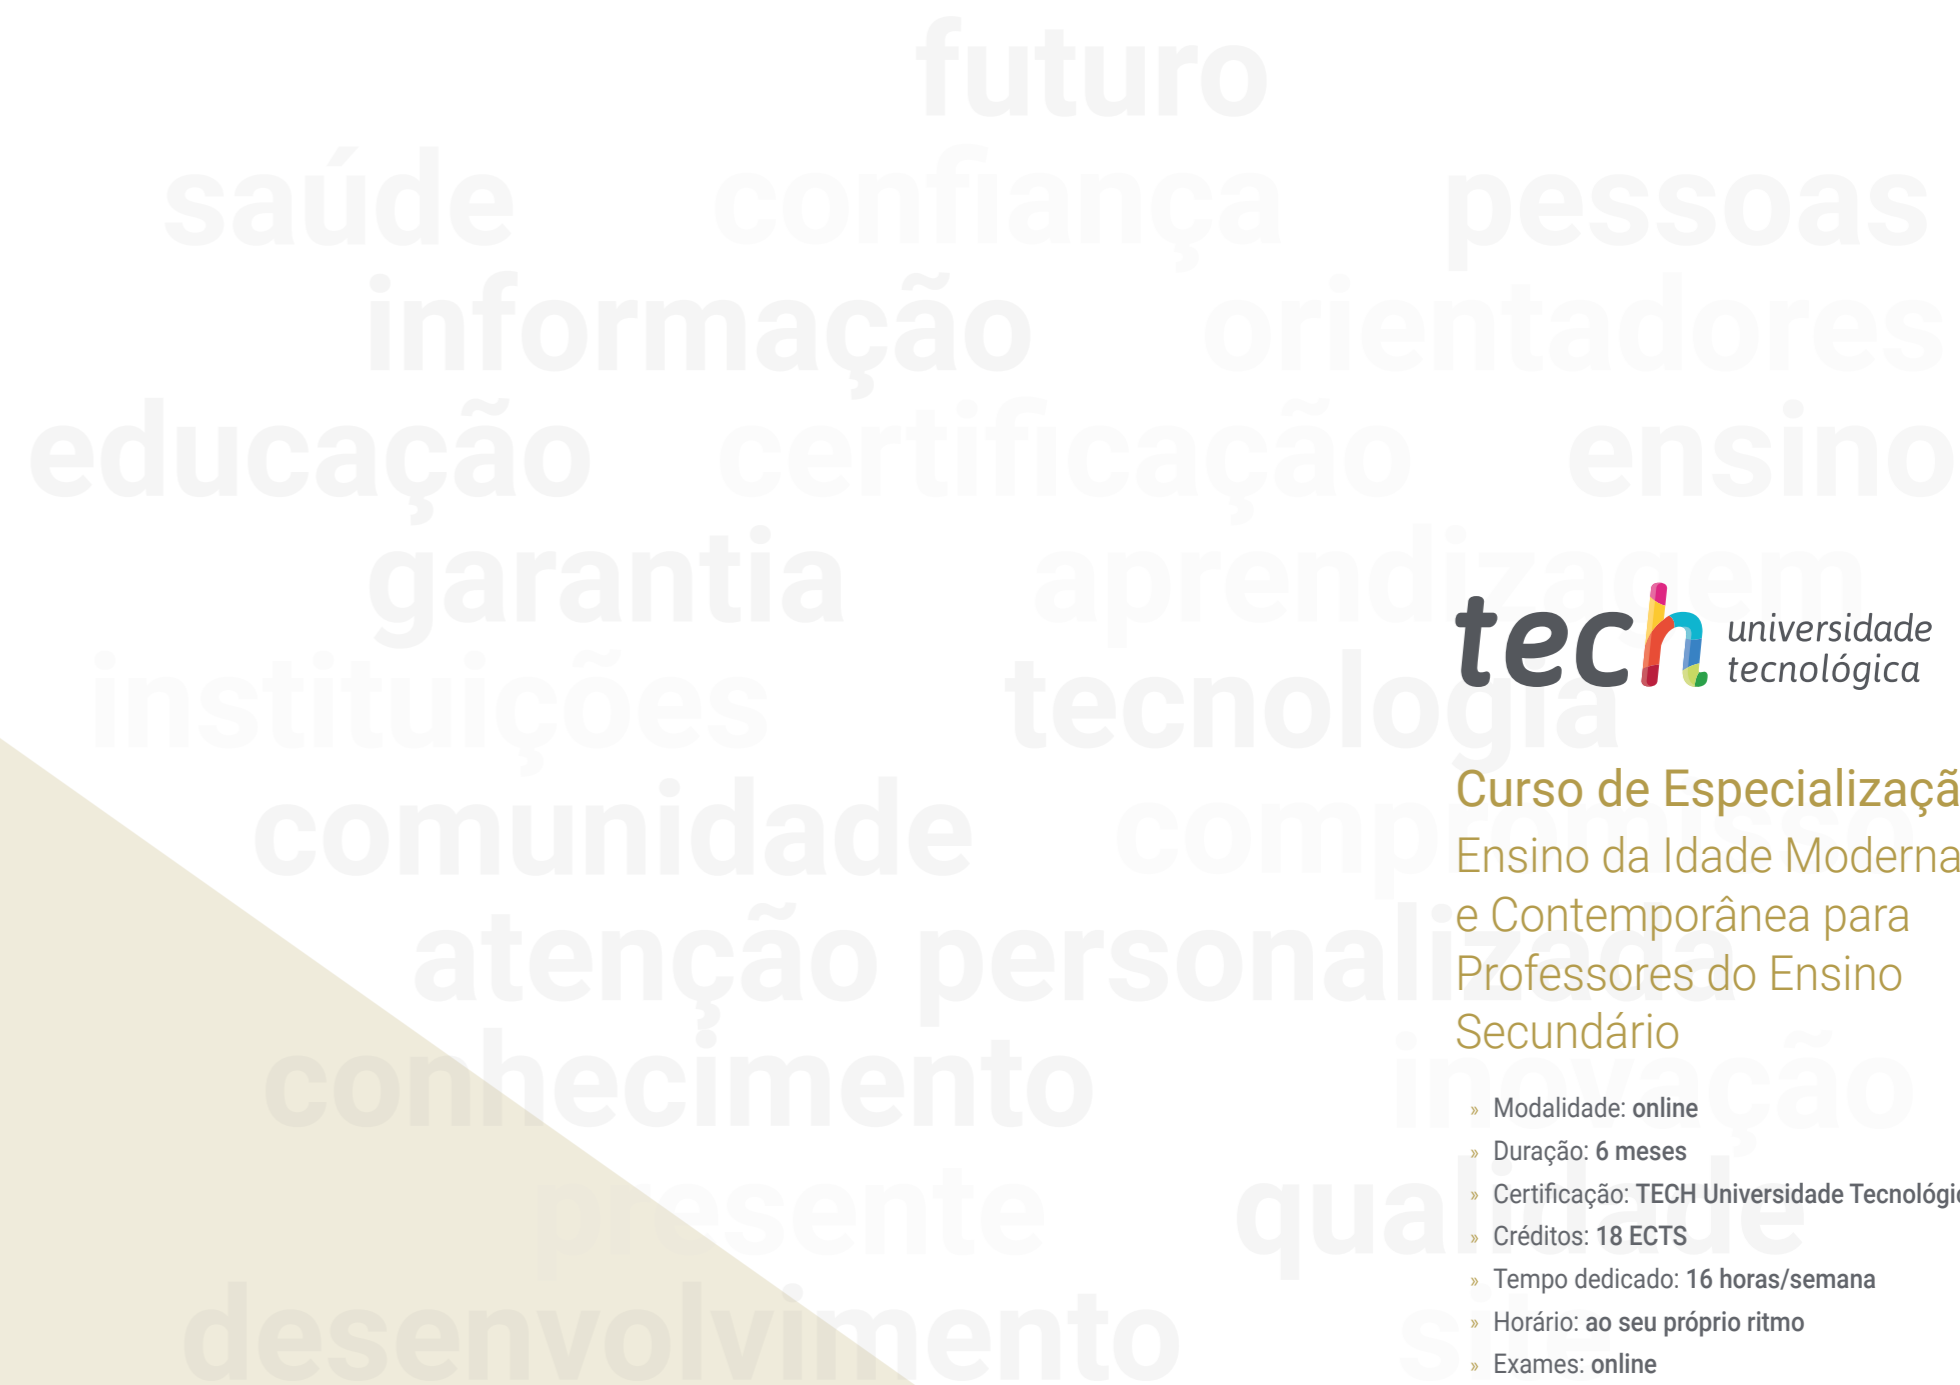 futuro
saúde confiança pessoas
informação orientadores
educação certificação ensino
garantia aprendizagem
tech universidade
tecnológica
instituições tecnologia
Curso de Especializaçã
comunidade compromisso
Ensino da Idade Moderna
e Contemporânea para
atenção personalizada
Professores do Ensino
Secundário
conhecimento inovação
» Modalidade: online
» Duração: 6 meses
presente qualidade
» Certificação: TECH Universidade Tecnológi
» Créditos: 18 ECTS
» Tempo dedicado: 16 horas/semana
desenvolvimento site
» Horário: ao seu próprio ritmo
» Exames: online